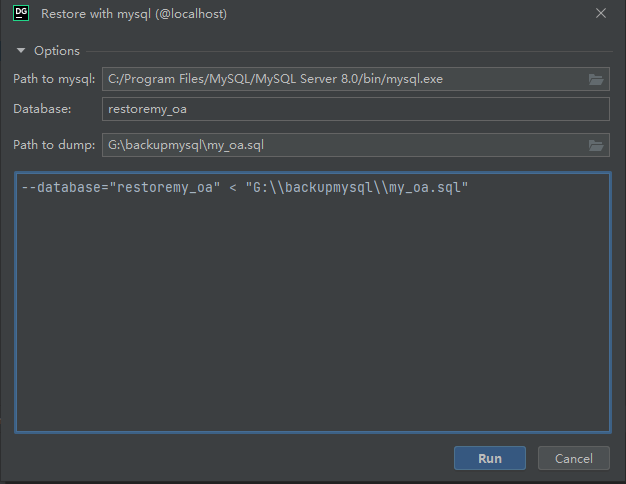 DG
Restore with mysql (@localhost)
Options
Path to mysql: C:/Program Files/MySQL/MySQL Server 8.0/bin/mysql.exe
Database: restoremy_oa
Path to dump: G:\backupmysql\my_oa.sql
--database="restoremy_oa" < "G:\\backupmysql\\my_oa.sql"
Run Cancel